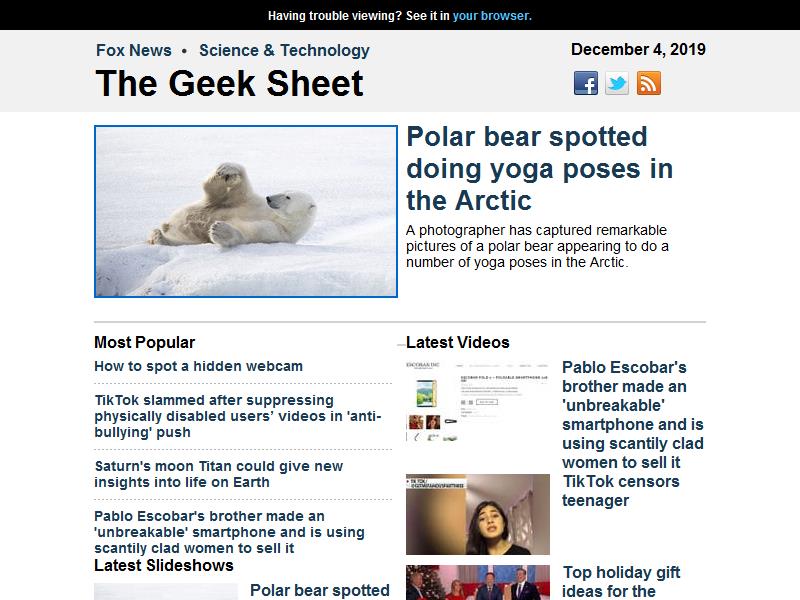 Having trouble viewing? See it in your browser.
Fox News • Science & Technology
December 4, 2019
The Geek Sheet
Polar bear spotted
doing yoga poses in
the Arctic
A photographer has captured remarkable
pictures of a polar bear appearing to do a
number of yoga poses in the Arctic.
Most Popular
How to spot a hidden webcam
TikTok slammed after suppressing
physically disabled users’ videos in 'anti-
bullying' push
Saturn's moon Titan could give new
insights into life on Earth
Pablo Escobar's brother made an
'unbreakable' smartphone and is using
scantily clad women to sell it
Latest Slideshows
Polar bear spotted
Latest Videos
ESCOBAR INC
Pablo Escobar's
brother made an
'unbreakable'
smartphone and is
using scantily clad
women to sell it
TikTok censors
teenager
Top holiday gift
ideas for the